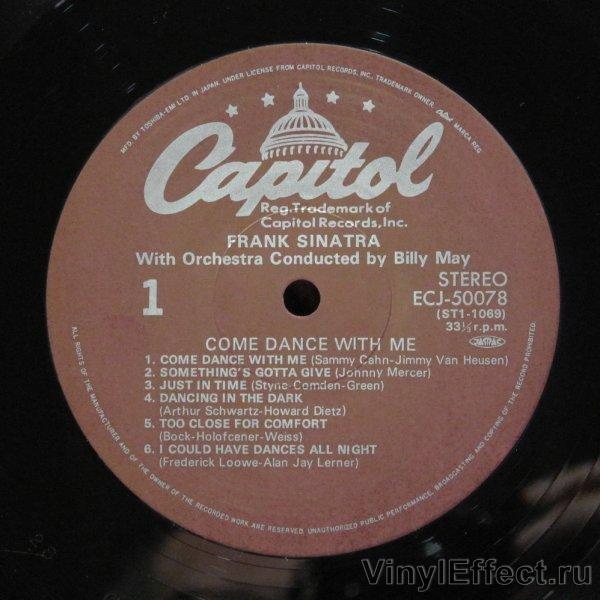 MFD. BY TOSHIBA-EMI LTD. IN JAPAN. UNDER LICENSE FROM CAPITOL RECORDS, INC., TRADEMARK OWNER. Capitol MARCA REG.
Capitol
Reg.Trademark of
Capitol Records,Inc.
FRANK SINATRA
With Orchestra Conducted by Billy May
1
STEREO
ECJ-50078
(ST1-1069)
33⅓ r.p.m.
JASRAC
COME DANCE WITH ME
1. COME DANCE WITH ME (Sammy Cahn-Jimmy Van Heusen)
2. SOMETHING'S GOTTA GIVE (Johnny Mercer)
3. JUST IN TIME (Styne-Comden-Green)
4. DANCING IN THE DARK
(Arthur Schwartz-Howard Dietz)
5. TOO CLOSE FOR COMFORT
(Bock-Holofcener-Weiss)
6. I COULD HAVE DANCES ALL NIGHT
(Frederick Loowe-Alan Jay Lerner)
ALL RIGHTS OF THE MANUFACTURER AND OF THE OWNER OF THE RECORDED WORK ARE RESERVED. UNAUTHORIZED PUBLIC PERFORMANCE, BROADCASTING AND COPYING OF THE RECORD PROHIBITED.
VinylEffect.ru